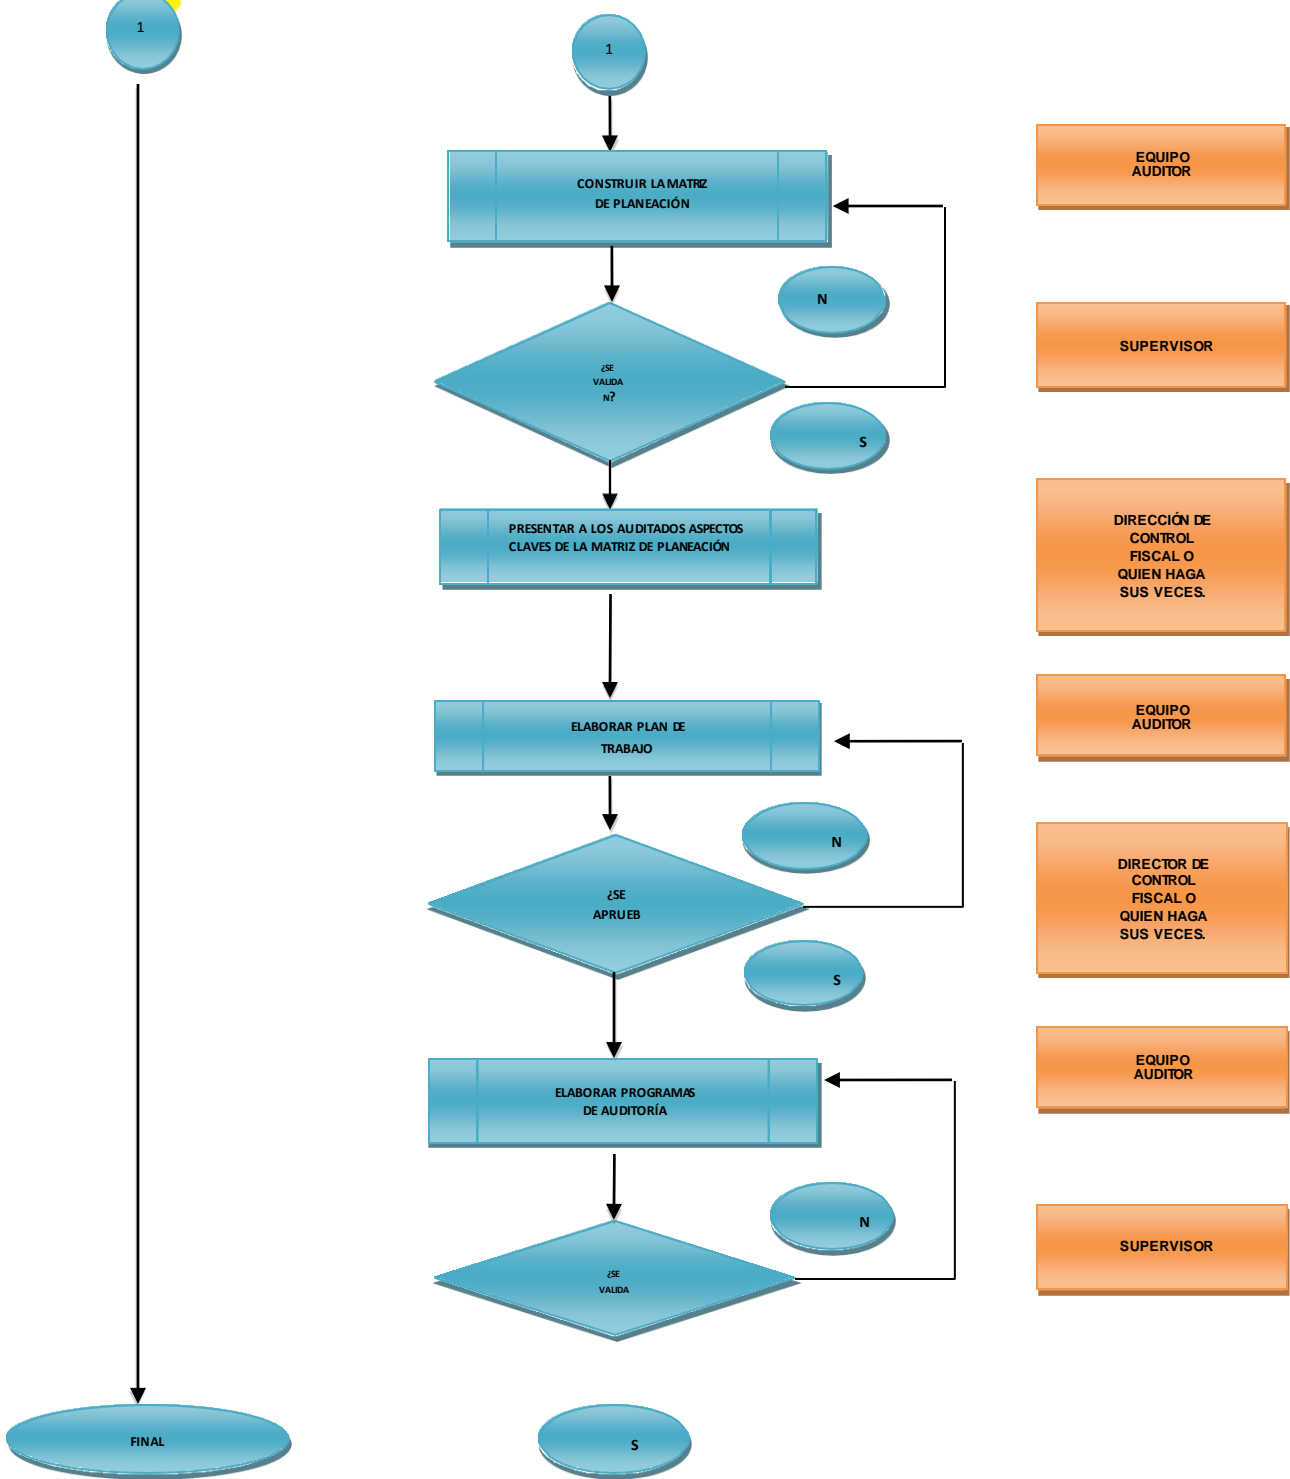 1
1
CONSTRUIR LA MATRIZ
DE PLANEACIÓN
EQUIPO
AUDITOR
N
¿SE
VALIDA
N?
SUPERVISOR
S
PRESENTAR A LOS AUDITADOS ASPECTOS
CLAVES DE LA MATRIZ DE PLANEACIÓN
DIRECCIÓN DE
CONTROL
FISCAL O
QUIEN HAGA
SUS VECES.
ELABORAR PLAN DE
TRABAJO
EQUIPO
AUDITOR
N
¿SE
APRUEB
DIRECTOR DE
CONTROL
FISCAL O
QUIEN HAGA
SUS VECES.
S
ELABORAR PROGRAMAS
DE AUDITORÍA
EQUIPO
AUDITOR
N
¿SE
VALIDA
SUPERVISOR
FINAL
S